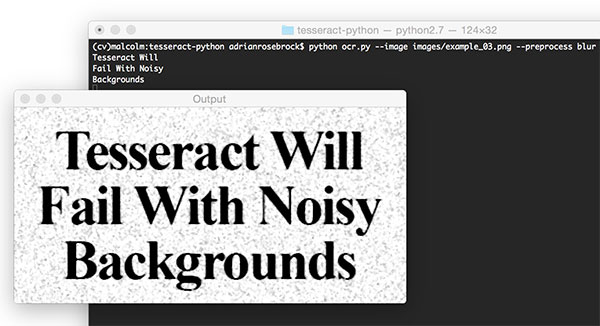 tesseract-python — python2.7 — 124×32
(cv)malcolm:tesseract-python adrianrosebrock$ python ocr.py --image images/example_03.png --preprocess blur
Tesseract Will
Fail With Noisy
Backgrounds
Output
Tesseract Will
Fail With Noisy
Backgrounds